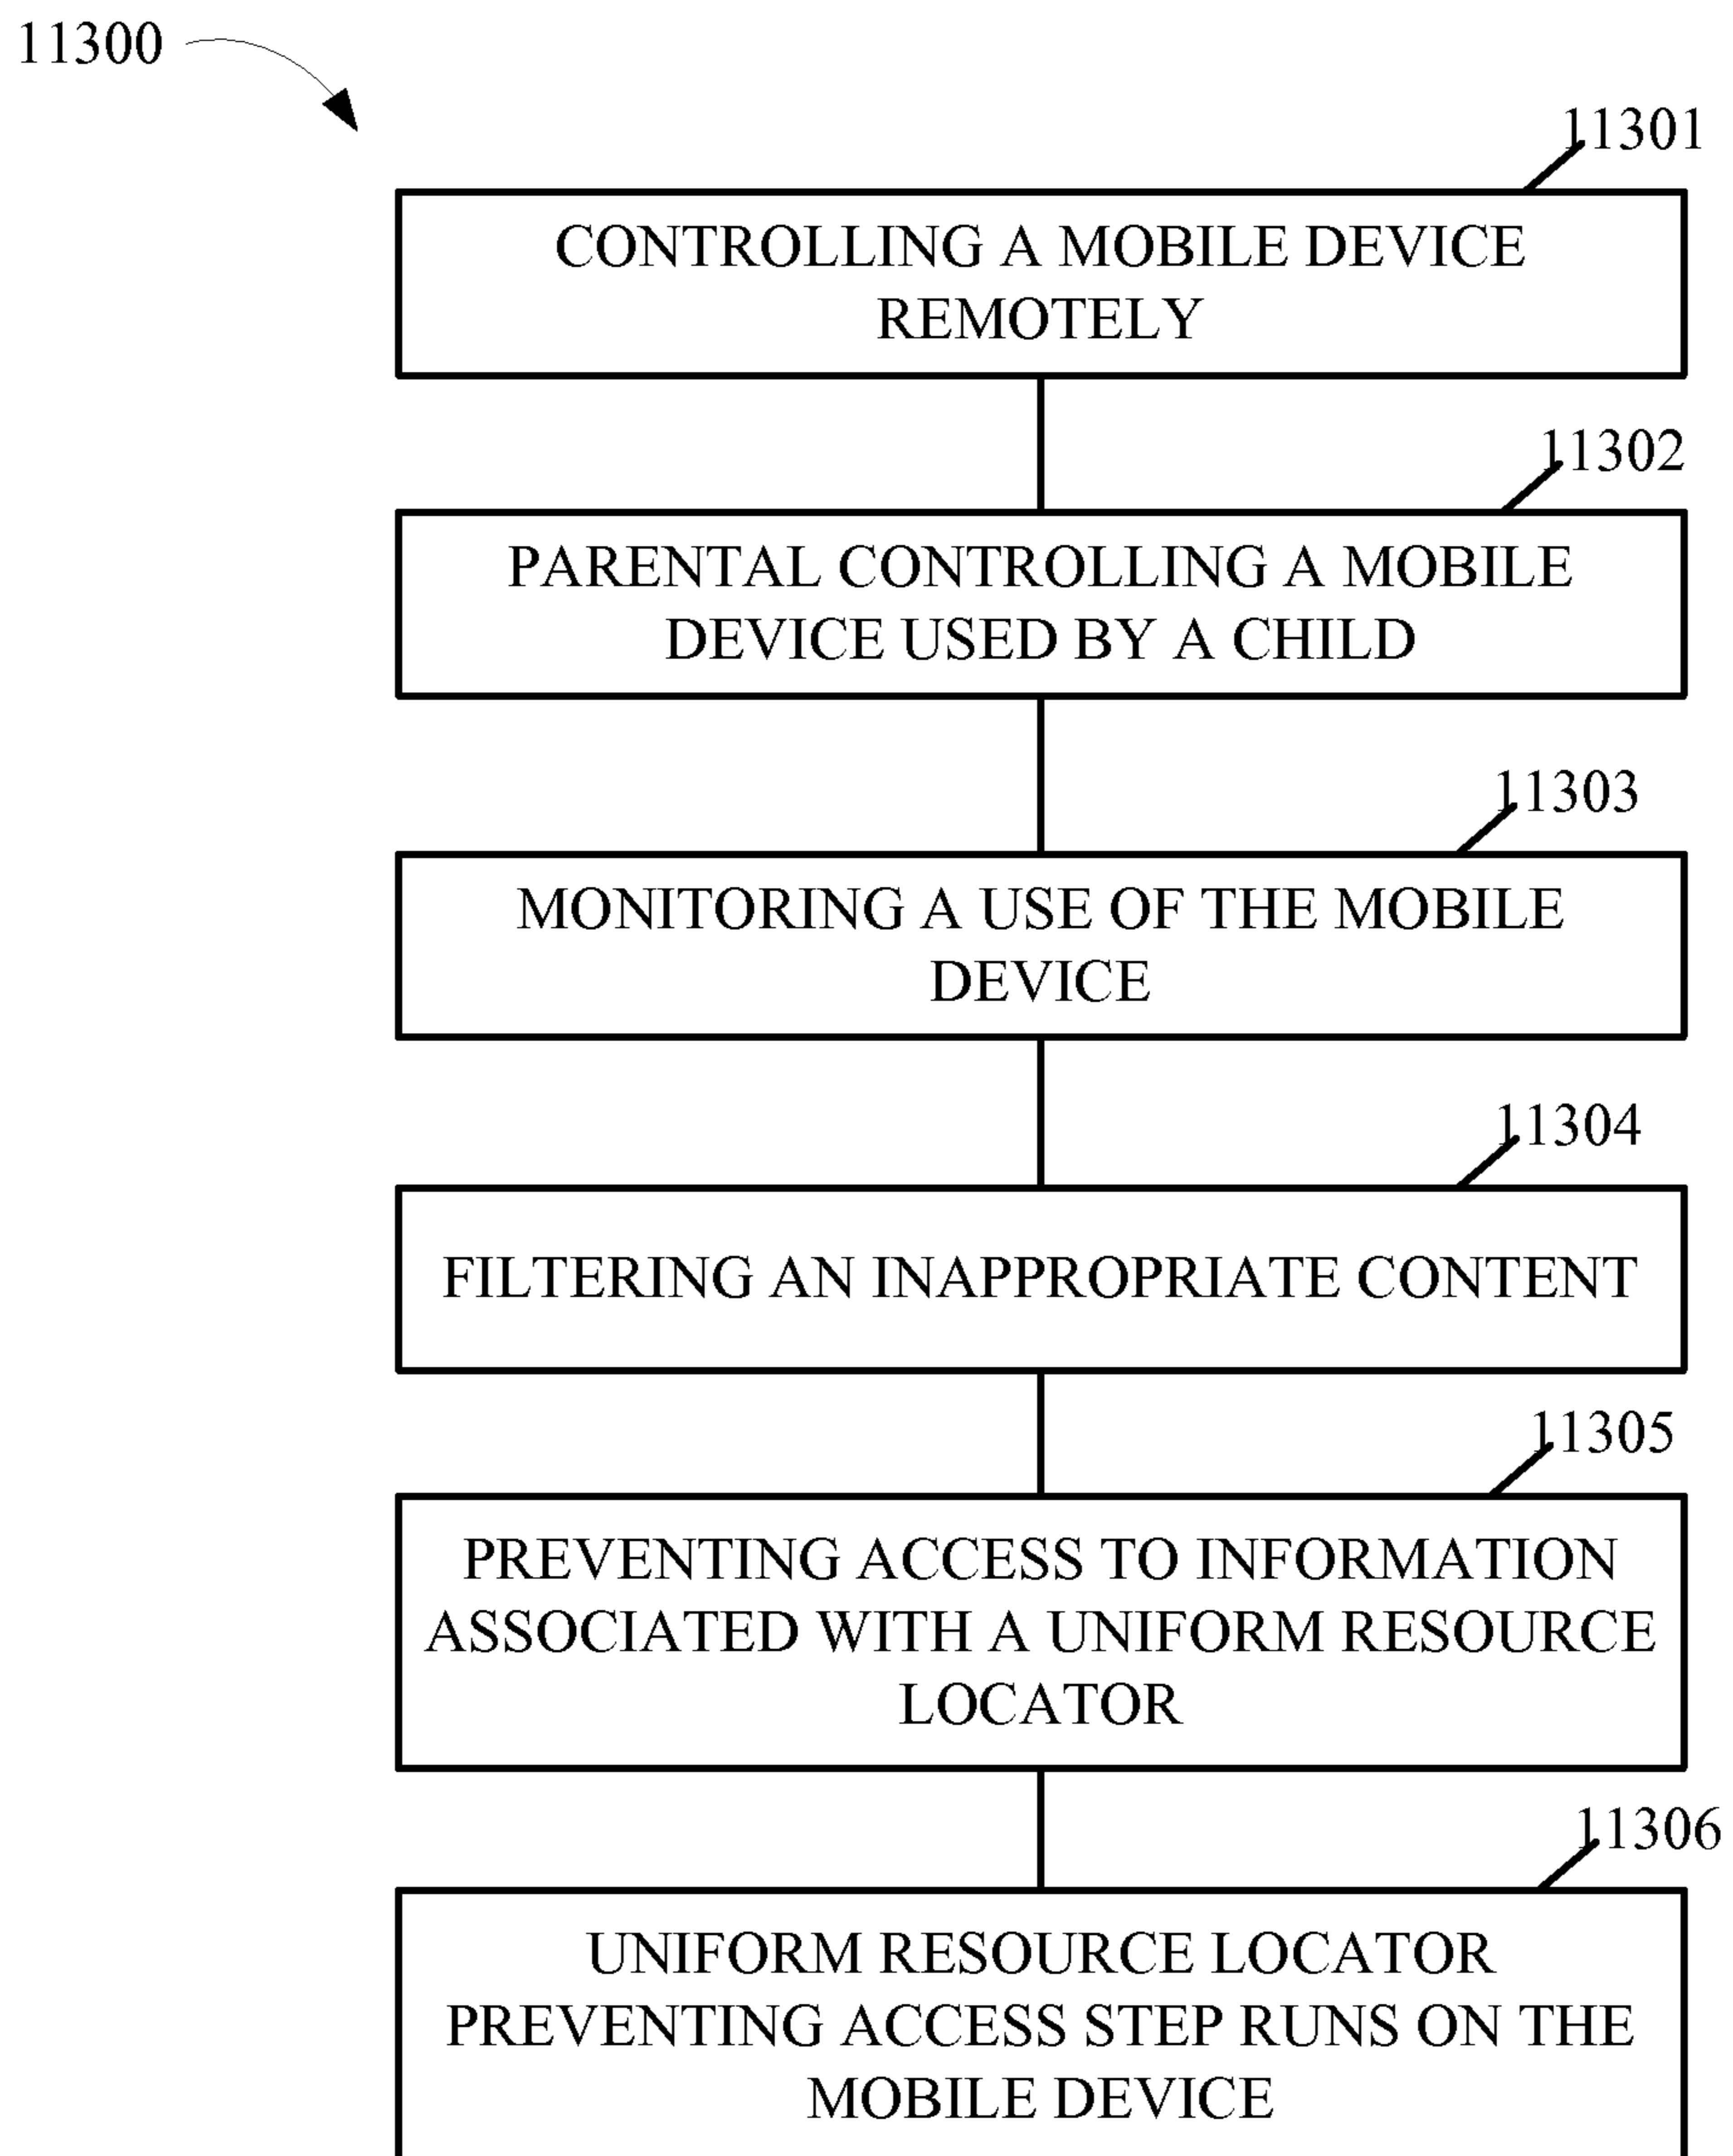 11300
11301
CONTROLLING A MOBILE DEVICE
REMOTELY
11302
PARENTAL CONTROLLING A MOBILE
DEVICE USED BY A CHILD
11303
MONITORING A USE OF THE MOBILE
DEVICE
11304
FILTERING AN INAPPROPRIATE CONTENT
11305
PREVENTING ACCESS TO INFORMATION
ASSOCIATED WITH A UNIFORM RESOURCE
LOCATOR
11306
UNIFORM RESOURCE LOCATOR
PREVENTING ACCESS STEP RUNS ON THE
MOBILE DEVICE